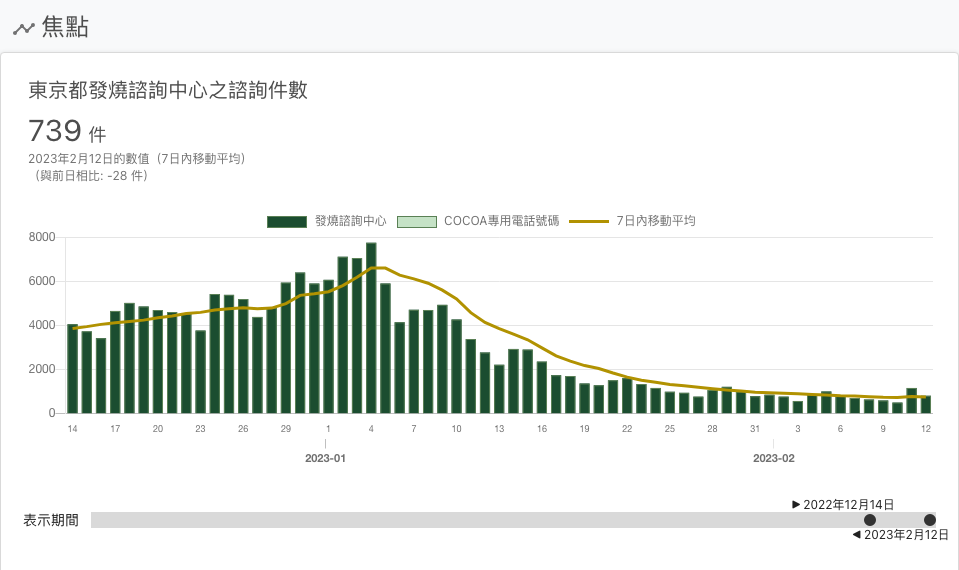 焦點
東京都發燒諮詢中心之諮詢件數
739 件
2023年2月12日的數值（7日內移動平均）
（與前日相比: -28 件）
發燒諮詢中心 COCOA專用電話號碼 7日內移動平均
8000
6000
4000
2000
0
14 17 20 23 26 29 1 4 7 10 13 16 19 22 25 28 31 3 6 9 12
2023-01 2023-02
▶ 2022年12月14日
表示期間
◀ 2023年2月12日